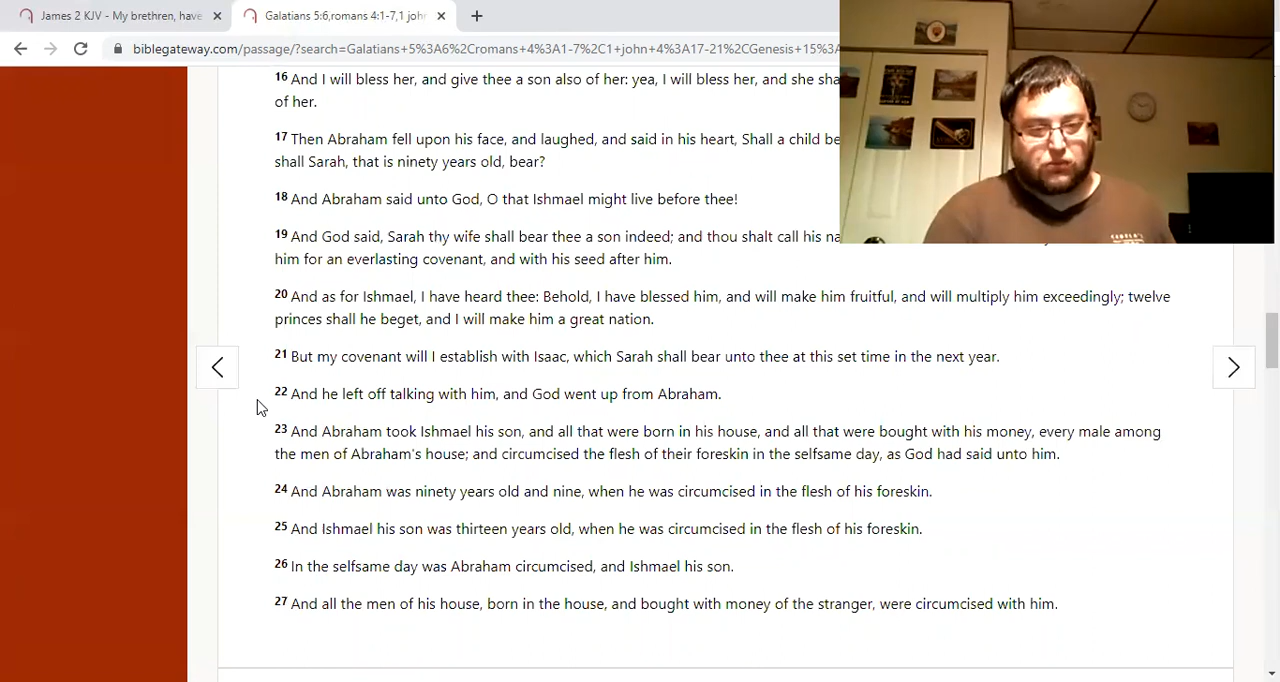 James 2 KJV - My brethren, have
Galatians 5:6,romans 4:1-7,1 joh
biblegateway.com/passage/?search=Galatians+5%3A6%2Cromans+4%3A1-7%2C1+john+4%3A17-21%2CGenesis+15%3A
16 And I will bless her, and give thee a son also of her: yea, I will bless her, and she sha
of her.
17 Then Abraham fell upon his face, and laughed, and said in his heart, Shall a child be
shall Sarah, that is ninety years old, bear?
18 And Abraham said unto God, O that Ishmael might live before thee!
19 And God said, Sarah thy wife shall bear thee a son indeed; and thou shalt call his na
him for an everlasting covenant, and with his seed after him.
20 And as for Ishmael, I have heard thee: Behold, I have blessed him, and will make him fruitful, and will multiply him exceedingly; twelve
princes shall he beget, and I will make him a great nation.
21 But my covenant will I establish with Isaac, which Sarah shall bear unto thee at this set time in the next year.
22 And he left off talking with him, and God went up from Abraham.
23 And Abraham took Ishmael his son, and all that were born in his house, and all that were bought with his money, every male among
the men of Abraham's house; and circumcised the flesh of their foreskin in the selfsame day, as God had said unto him.
24 And Abraham was ninety years old and nine, when he was circumcised in the flesh of his foreskin.
25 And Ishmael his son was thirteen years old, when he was circumcised in the flesh of his foreskin.
26 In the selfsame day was Abraham circumcised, and Ishmael his son.
27 And all the men of his house, born in the house, and bought with money of the stranger, were circumcised with him.